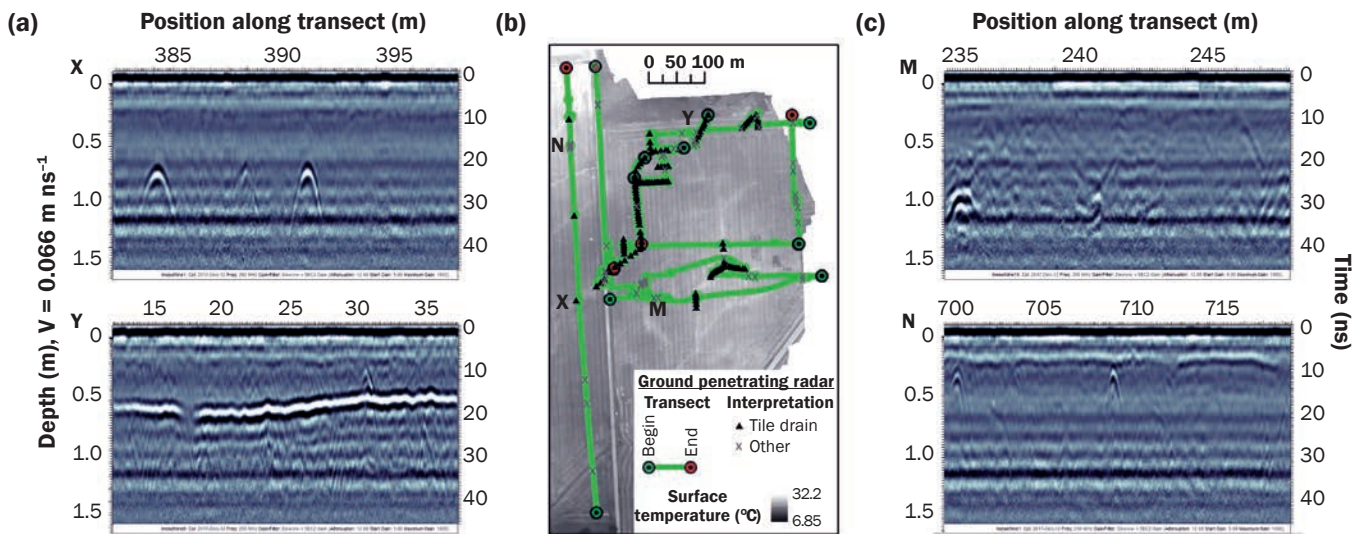 (a)
Position along transect (m)
X
385 391 395
0
0.5
1.0
1.5
0
10
20
30
40
Y
15 20 25 30 35
0
0.5
1.0
1.5
0
10
20
30
40
Depth (m), V = 0.066 m ns⁻¹
(b)
0 50 100 m
N
Y
X
M
Ground penetrating radar
Transect
Interpretation
Begin
End
Tile drain
Other
Surface
temperature (°C)
32.2
6.85
(c)
Position along transect (m)
M
235 240 245
0
0.5
1.0
1.5
0
10
20
30
40
N
700 705 710 715
0
0.5
1.0
1.5
0
10
20
30
40
Time (ns)